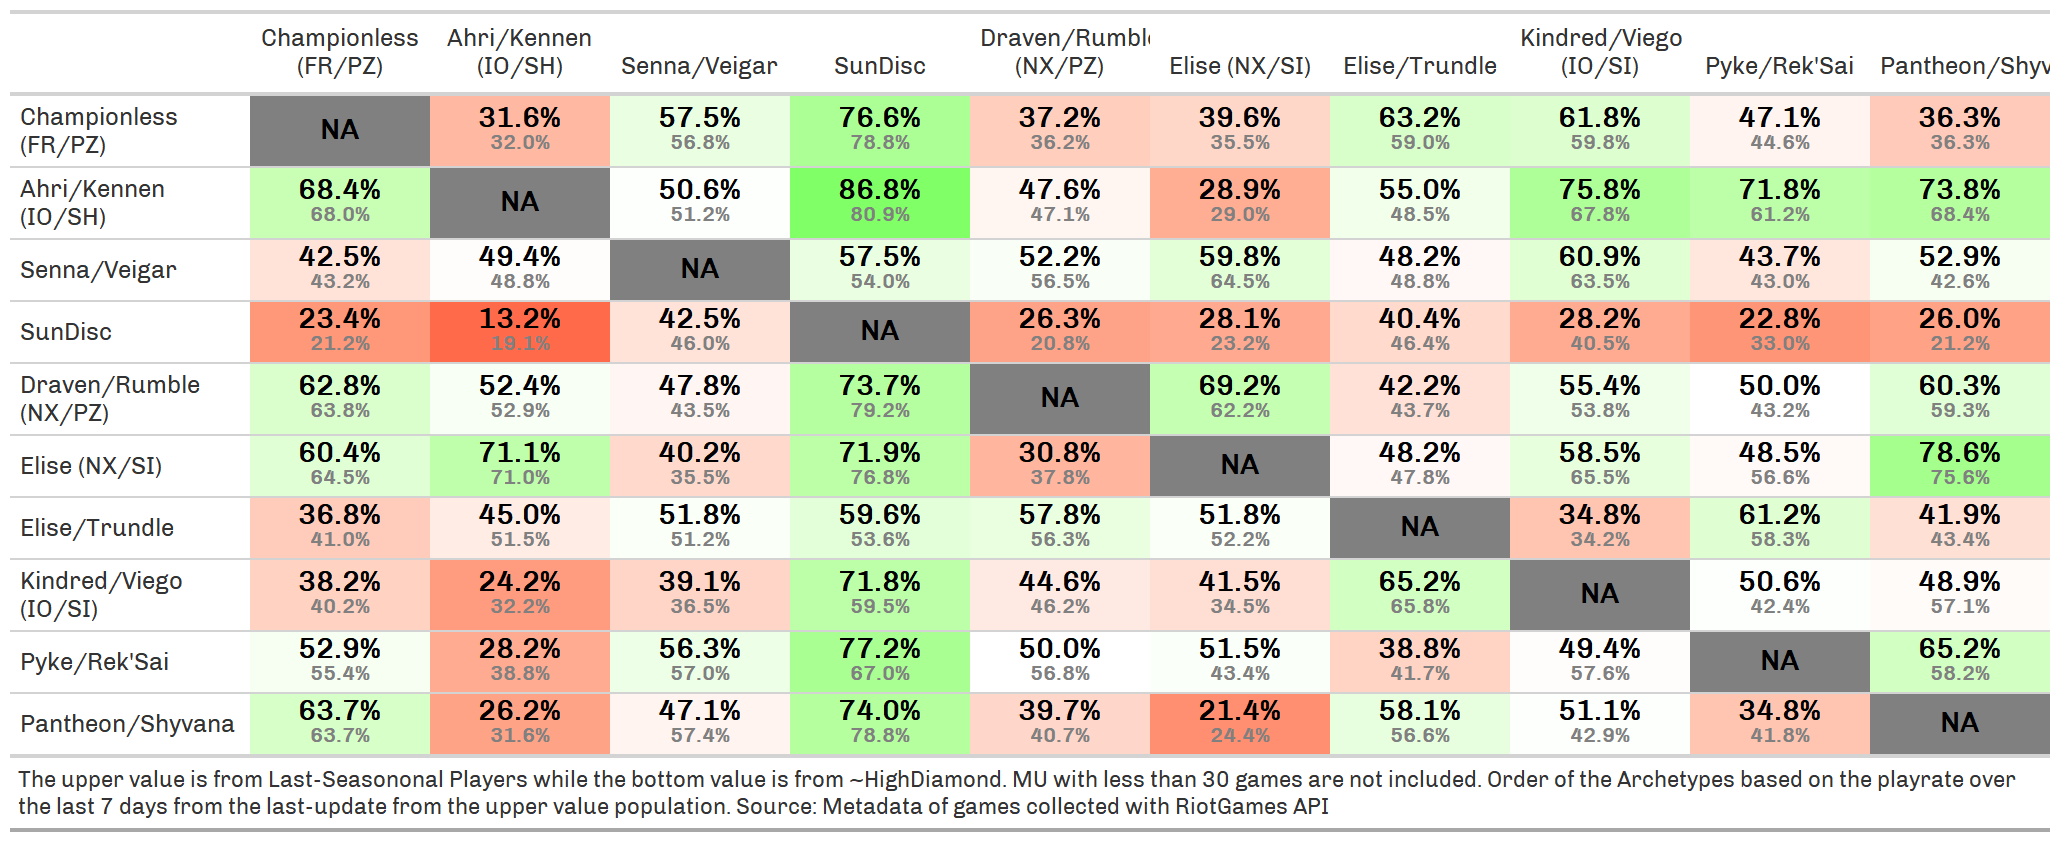 Championless Ahri/Kennen Draven/Rumble Kindred/Viego
(FR/PZ) (IO/SH) Senna/Veigar SunDisc (NX/PZ) Elise (NX/SI) Elise/Trundle (IO/SI) Pyke/Rek'Sai Pantheon/Shyv
Championless
(FR/PZ)
NA 31.6% 57.5% 76.6% 37.2% 39.6% 63.2% 61.8% 47.1% 36.3%
32.0% 56.8% 78.8% 36.2% 35.5% 59.0% 59.8% 44.6% 36.3%
Ahri/Kennen
(IO/SH)
68.4% NA 50.6% 86.8% 47.6% 28.9% 55.0% 75.8% 71.8% 73.8%
68.0% 51.2% 80.9% 47.1% 29.0% 48.5% 67.8% 61.2% 68.4%
Senna/Veigar
42.5% 49.4% NA 57.5% 52.2% 59.8% 48.2% 60.9% 43.7% 52.9%
43.2% 48.8% 54.0% 56.5% 64.5% 48.8% 63.5% 43.0% 42.6%
SunDisc
23.4% 13.2% 42.5% NA 26.3% 28.1% 40.4% 28.2% 22.8% 26.0%
21.2% 19.1% 46.0% 20.8% 23.2% 46.4% 40.5% 33.0% 21.2%
Draven/Rumble
(NX/PZ)
62.8% 52.4% 47.8% 73.7% NA 69.2% 42.2% 55.4% 50.0% 60.3%
63.8% 52.9% 43.5% 79.2% 62.2% 43.7% 53.8% 43.2% 59.3%
Elise (NX/SI)
60.4% 71.1% 40.2% 71.9% 30.8% NA 48.2% 58.5% 48.5% 78.6%
64.5% 71.0% 35.5% 76.8% 37.8% 47.8% 65.5% 56.6% 75.6%
Elise/Trundle
36.8% 45.0% 51.8% 59.6% 57.8% 51.8% NA 34.8% 61.2% 41.9%
41.0% 51.5% 51.2% 53.6% 56.3% 52.2% 34.2% 58.3% 43.4%
Kindred/Viego
(IO/SI)
38.2% 24.2% 39.1% 71.8% 44.6% 41.5% 65.2% NA 50.6% 48.9%
40.2% 32.2% 36.5% 59.5% 46.2% 34.5% 65.8% 42.4% 57.1%
Pyke/Rek'Sai
52.9% 28.2% 56.3% 77.2% 50.0% 51.5% 38.8% 49.4% NA 65.2%
55.4% 38.8% 57.0% 67.0% 56.8% 43.4% 41.7% 57.6% 58.2%
Pantheon/Shyvana
63.7% 26.2% 47.1% 74.0% 39.7% 21.4% 58.1% 51.1% 34.8% NA
63.7% 31.6% 57.4% 78.8% 40.7% 24.4% 56.6% 42.9% 41.8%
The upper value is from Last-Seasononal Players while the bottom value is from ~HighDiamond. MU with less than 30 games are not included. Order of the Archetypes based on the playrate over
the last 7 days from the last-update from the upper value population. Source: Metadata of games collected with RiotGames API